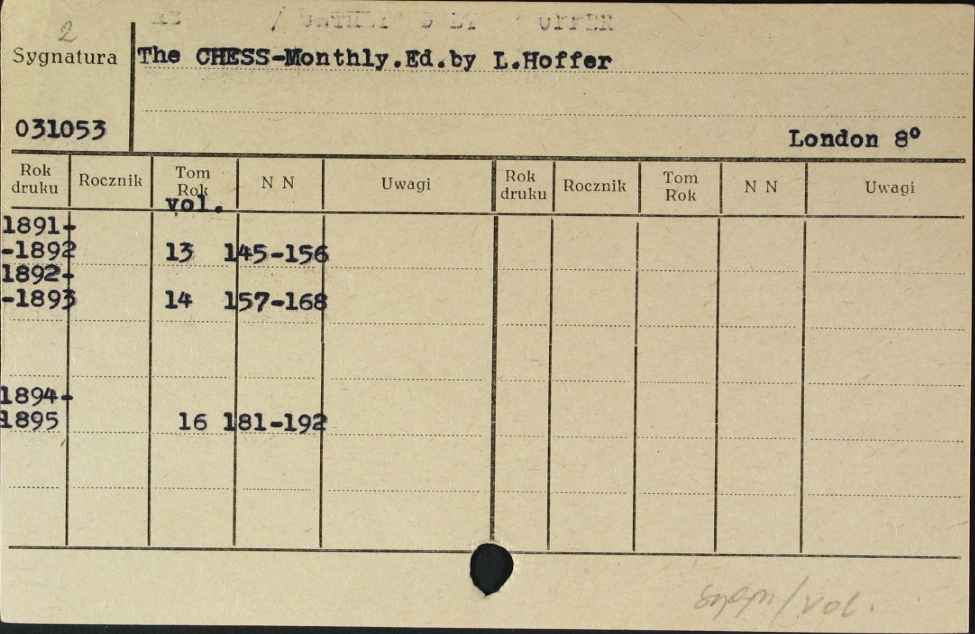 2
Sygnatura The CHESS-Monthly.Ed.by L.Hoffer
031053 London 8°
Rok druku Rocznik Tom Rok N N Uwagi Rok druku Rocznik Tom Rok N N Uwagi
vol.
1891-
-1892 13 145-156
1892-
-1893 14 157-168
1894-
1895 16 181-192
/vol.